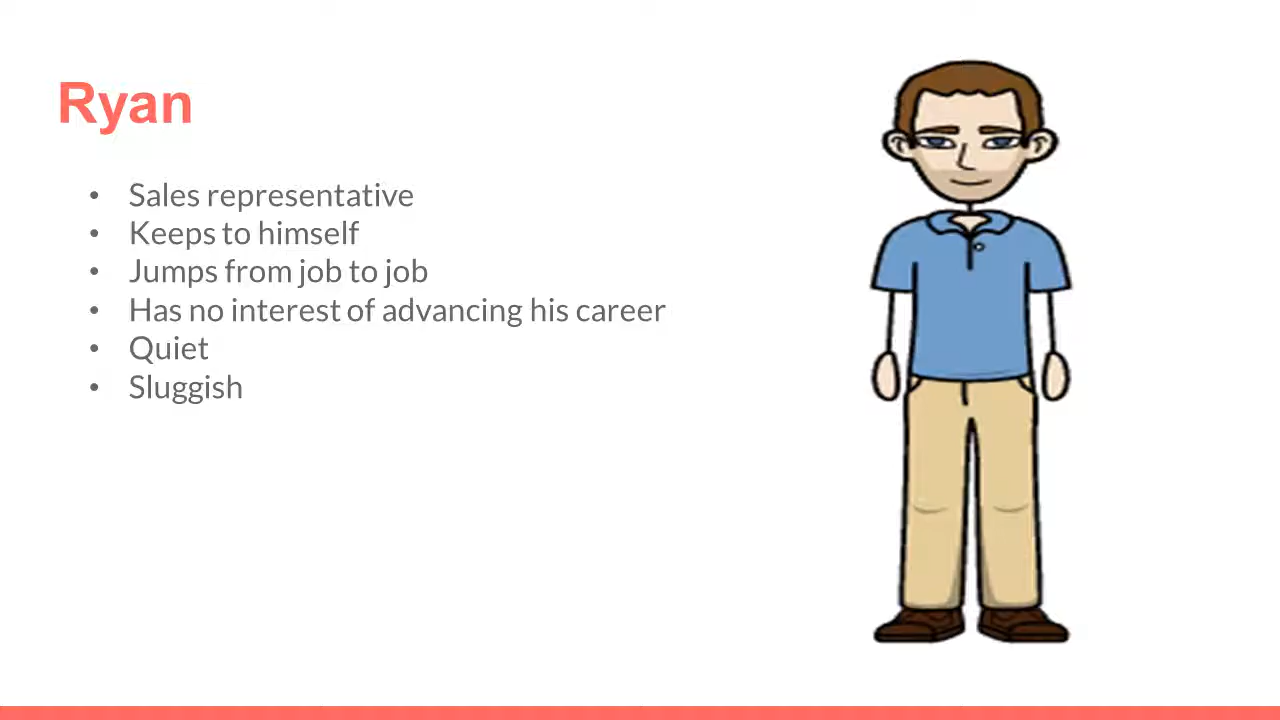 Ryan
• Sales representative
• Keeps to himself
• Jumps from job to job
• Has no interest of advancing his career
• Quiet
• Sluggish